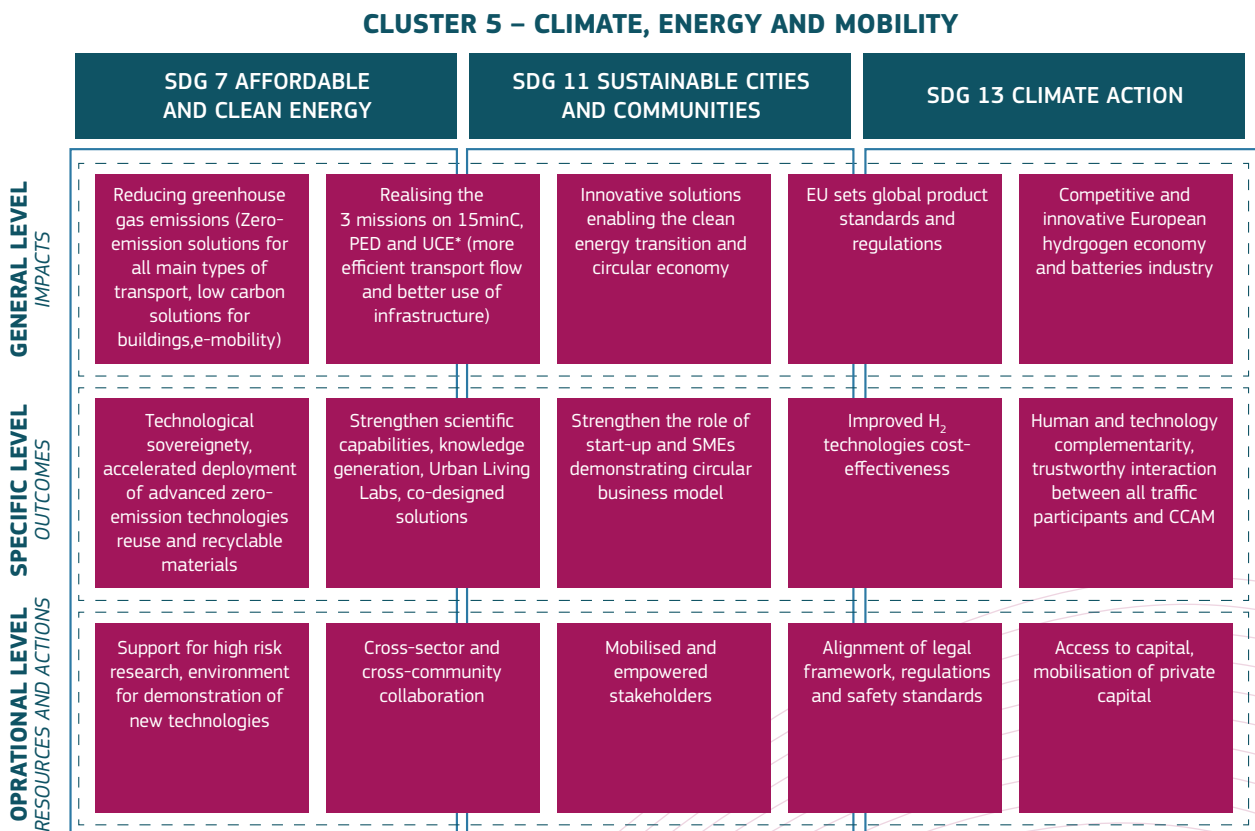 CLUSTER 5 – CLIMATE, ENERGY AND MOBILITY
SDG 7 AFFORDABLE
AND CLEAN ENERGY
SDG 11 SUSTAINABLE CITIES
AND COMMUNITIES
SDG 13 CLIMATE ACTION
GENERAL LEVEL
IMPACTS
Reducing greenhouse
gas emissions (Zero-
emission solutions for
all main types of
transport, low carbon
solutions for
buildings,e-mobility)
Realising the
3 missions on 15minC,
PED and UCE* (more
efficient transport flow
and better use of
infrastructure)
Innovative solutions
enabling the clean
energy transition and
circular economy
EU sets global product
standards and
regulations
Competitive and
innovative European
hydrgogen economy
and batteries industry
SPECIFIC LEVEL
OUTCOMES
Technological
sovereignety,
accelerated deployment
of advanced zero-
emission technologies
reuse and recyclable
materials
Strengthen scientific
capabilities, knowledge
generation, Urban Living
Labs, co-designed
solutions
Strengthen the role of
start-up and SMEs
demonstrating circular
business model
Improved H₂
technologies cost-
effectiveness
Human and technology
complementarity,
trustworthy interaction
between all traffic
participants and CCAM
OPRATIONAL LEVEL
RESOURCES AND ACTIONS
Support for high risk
research, environment
for demonstration of
new technologies
Cross-sector and
cross-community
collaboration
Mobilised and
empowered
stakeholders
Alignment of legal
framework, regulations
and safety standards
Access to capital,
mobilisation of private
capital